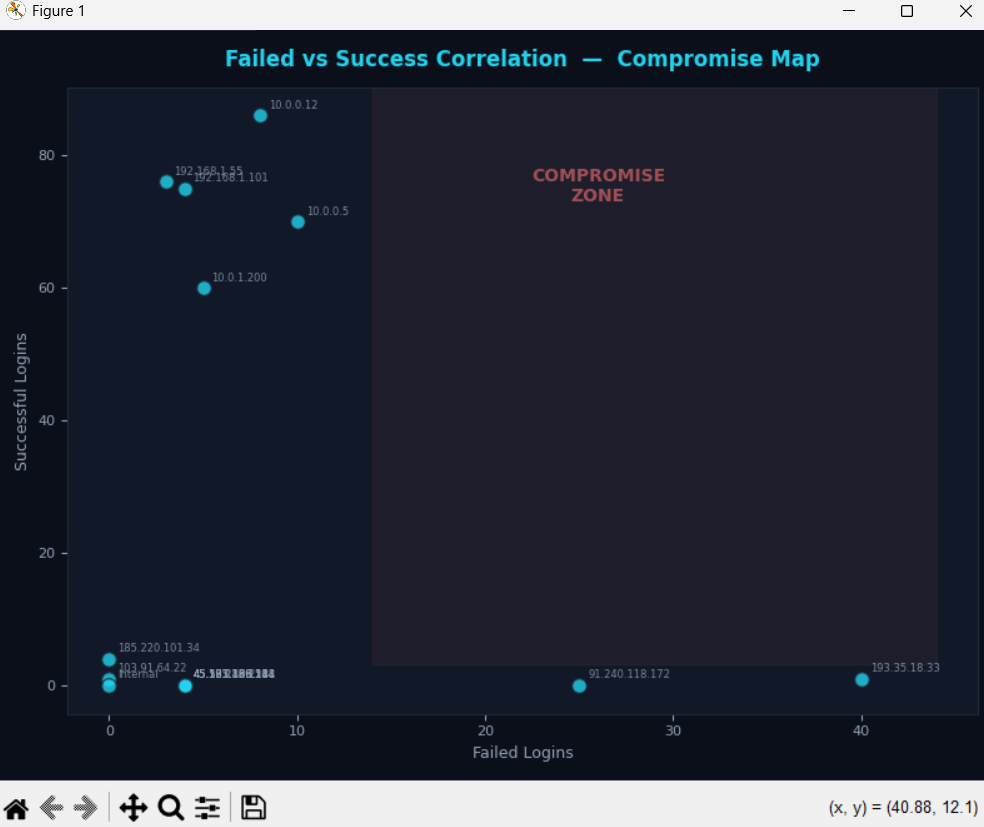 Figure 1
Failed vs Success Correlation — Compromise Map
10.0.0.12
80
192.168.1.55
192.168.1.101
COMPROMISE
ZONE
10.0.0.5
10.0.1.200
60
Successful Logins
40
20
185.220.101.34
103.91.64.22
Internal
91.240.118.172
193.35.18.33
0
0 10 20 30 40
Failed Logins
(x, y) = (40.88, 12.1)